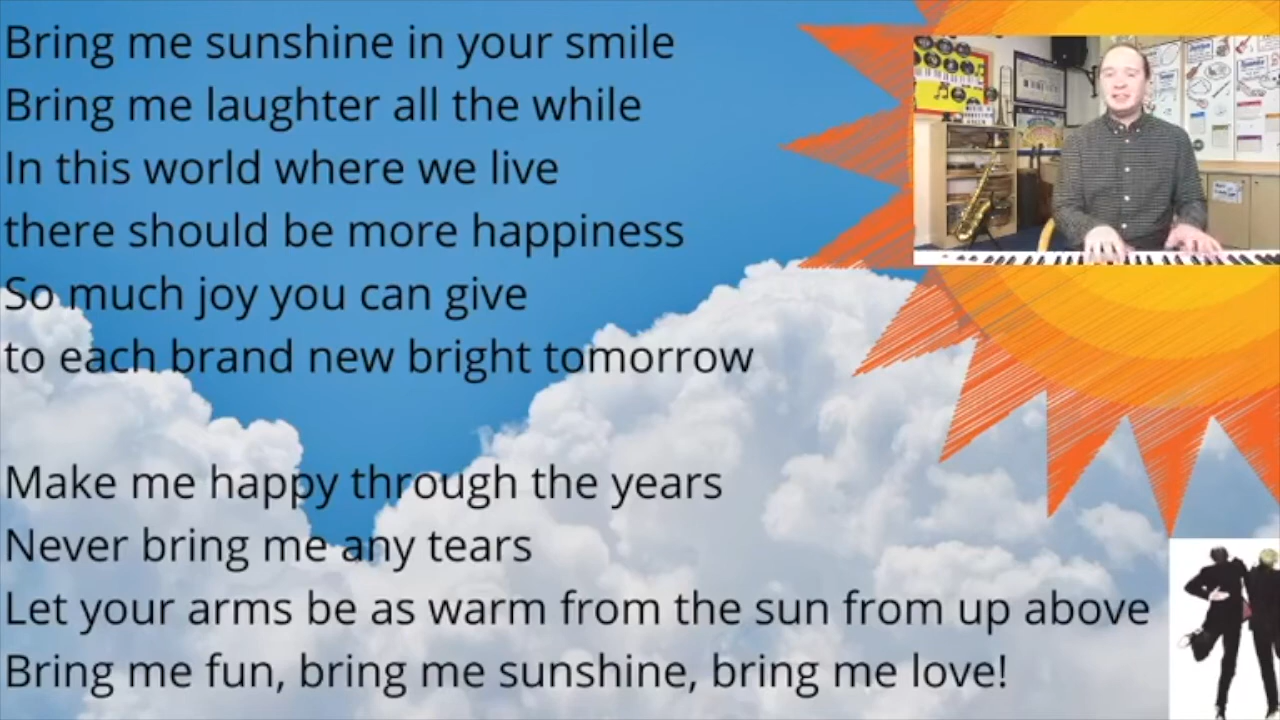 Bring me sunshine in your smile
Bring me laughter all the while
In this world where we live
there should be more happiness
So much joy you can give
to each brand new bright tomorrow
Make me happy through the years
Never bring me any tears
Let your arms be as warm from the sun from up above
Bring me fun, bring me sunshine, bring me love!